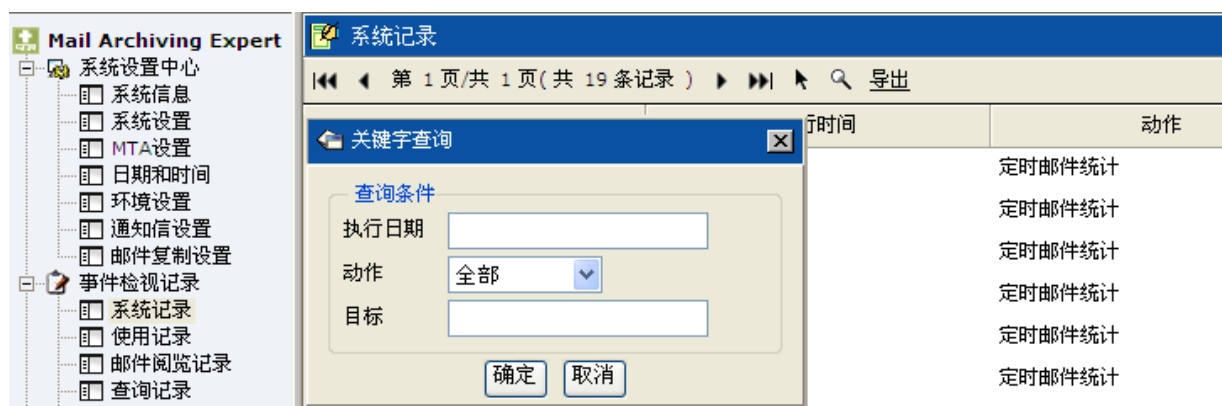 Mail Archiving Expert
系统设置中心
系统信息
系统设置
MTA设置
日期和时间
环境设置
通知信设置
邮件复制设置
事件检视记录
系统记录
使用记录
邮件阅览记录
查询记录
系统记录
第 1 页/共 1 页( 共 19 条记录 ) 导出
行时间 动作
定时邮件统计
定时邮件统计
定时邮件统计
定时邮件统计
定时邮件统计
定时邮件统计
关键字查询
查询条件
执行日期
动作 全部
目标
确定 取消